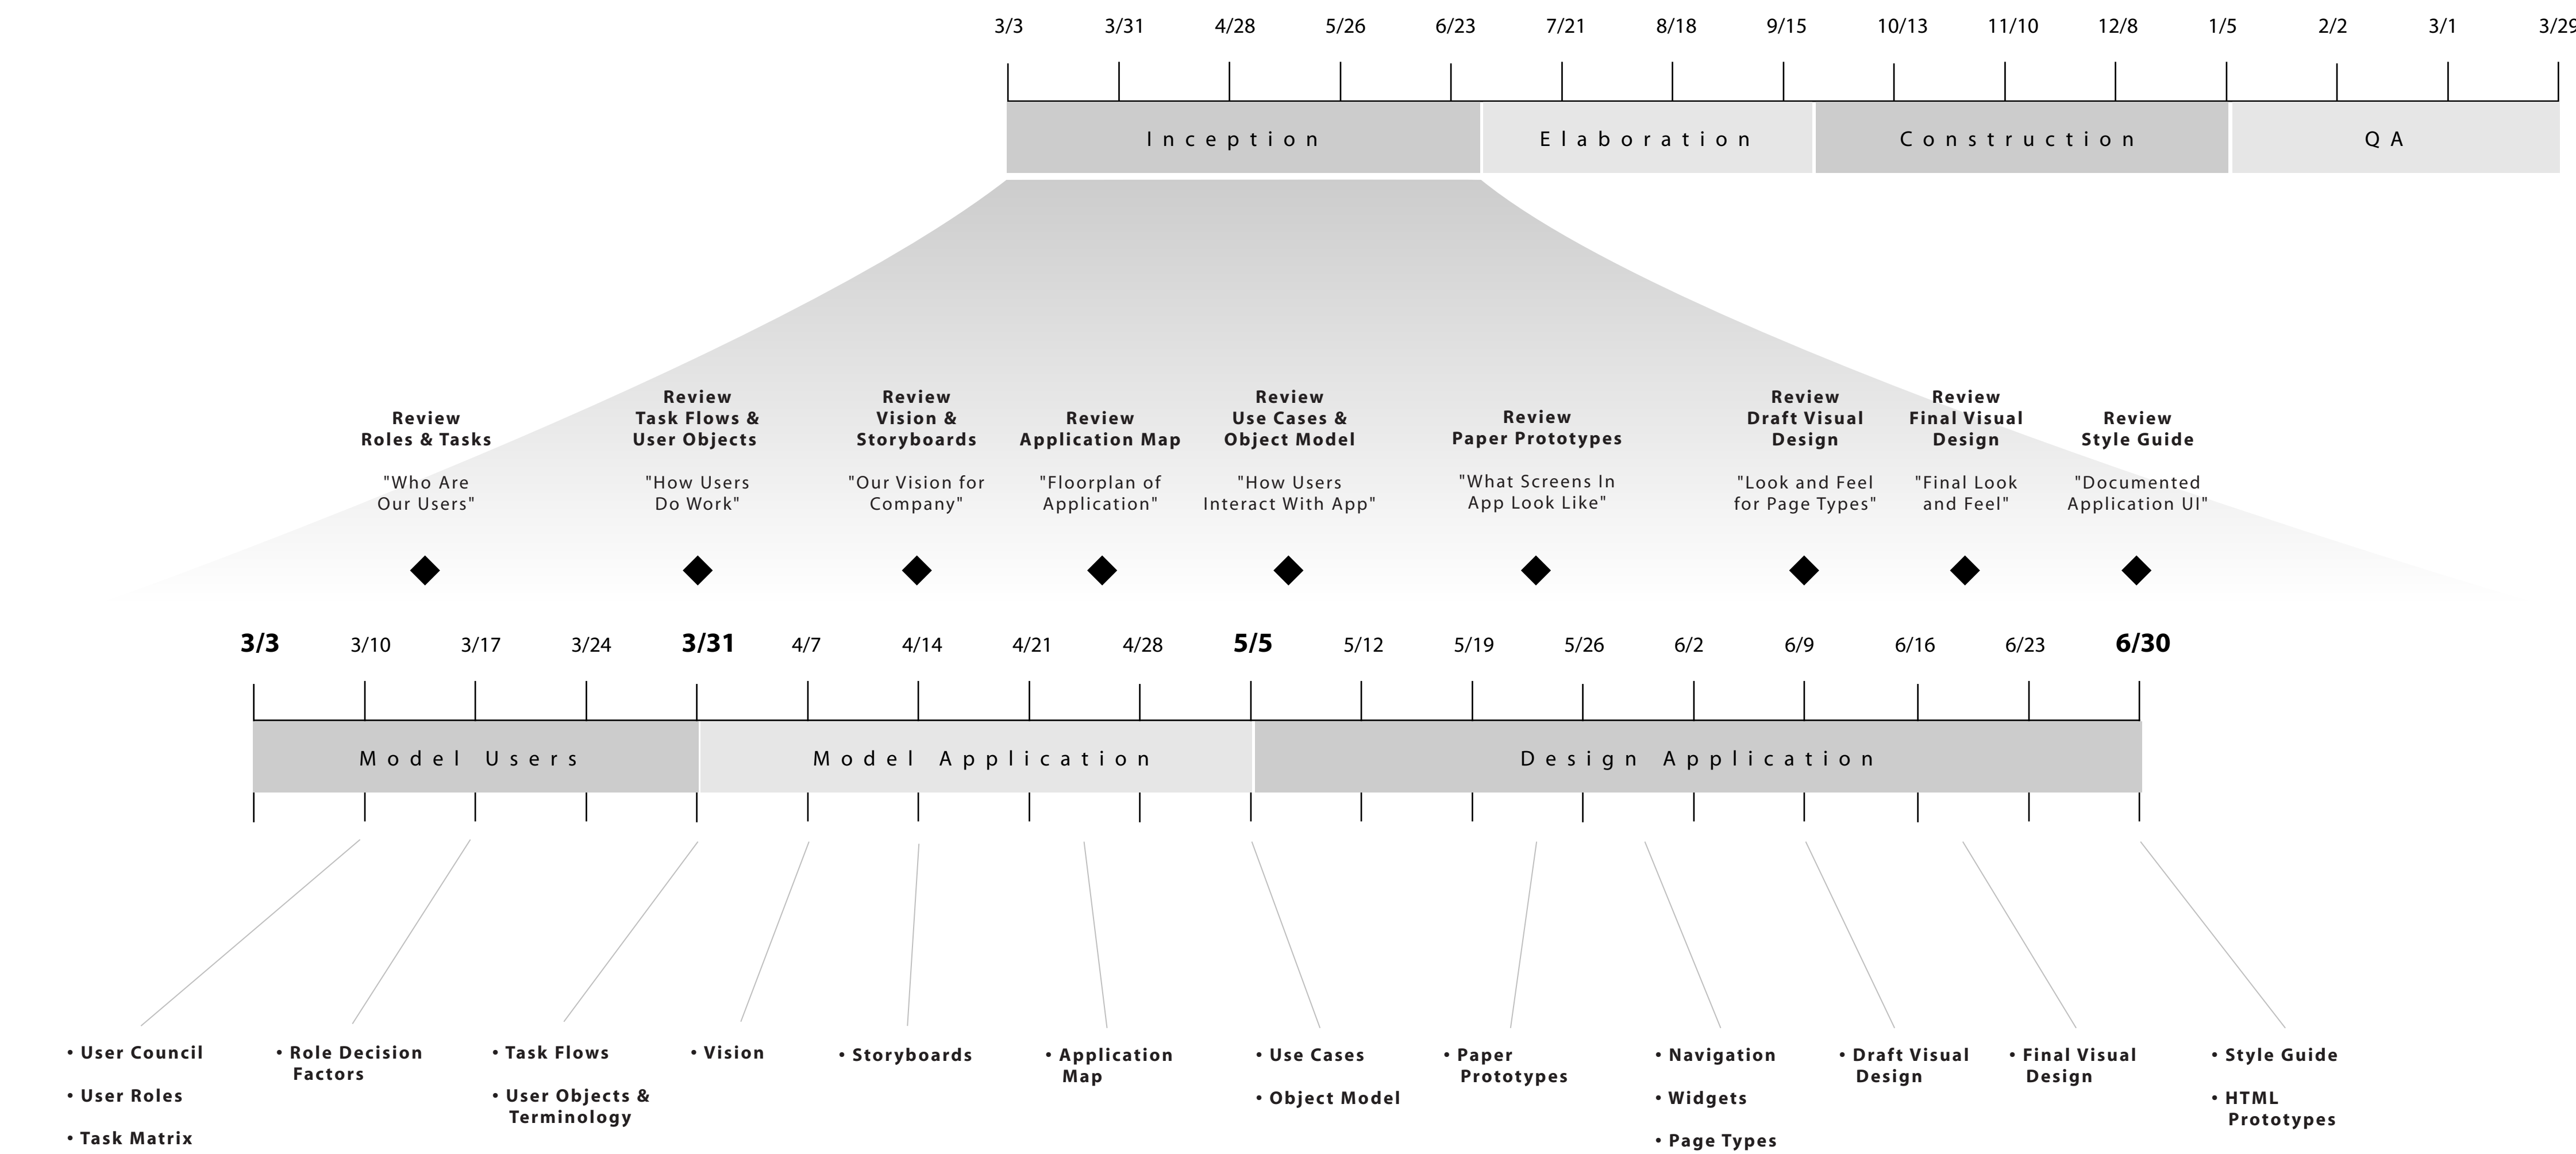 3/3 3/31 4/28 5/26 6/23 7/21 8/18 9/15 10/13 11/10 12/8 1/5 2/2 3/1 3/29
Inception Elaboration Construction QA
Review
Roles & Tasks
"Who Are
Our Users"
Review
Task Flows &
User Objects
"How Users
Do Work"
Review
Vision &
Storyboards
"Our Vision for
Company"
Review
Application Map
"Floorplan of
Application"
Review
Use Cases &
Object Model
"How Users
Interact With App"
Review
Paper Prototypes
"What Screens In
App Look Like"
Review
Draft Visual
Design
"Look and Feel
for Page Types"
Review
Final Visual
Design
"Final Look
and Feel"
Review
Style Guide
"Documented
Application UI"
3/3 3/10 3/17 3/24 3/31 4/7 4/14 4/21 4/28 5/5 5/12 5/19 5/26 6/2 6/9 6/16 6/23 6/30
Model Users Model Application Design Application
• User Council
• User Roles
• Task Matrix
• Role Decision
Factors
• Task Flows
• User Objects &
Terminology
• Vision
• Storyboards
• Application
Map
• Use Cases
• Object Model
• Paper
Prototypes
• Navigation
• Widgets
• Page Types
• Draft Visual
Design
• Final Visual
Design
• Style Guide
• HTML
Prototypes